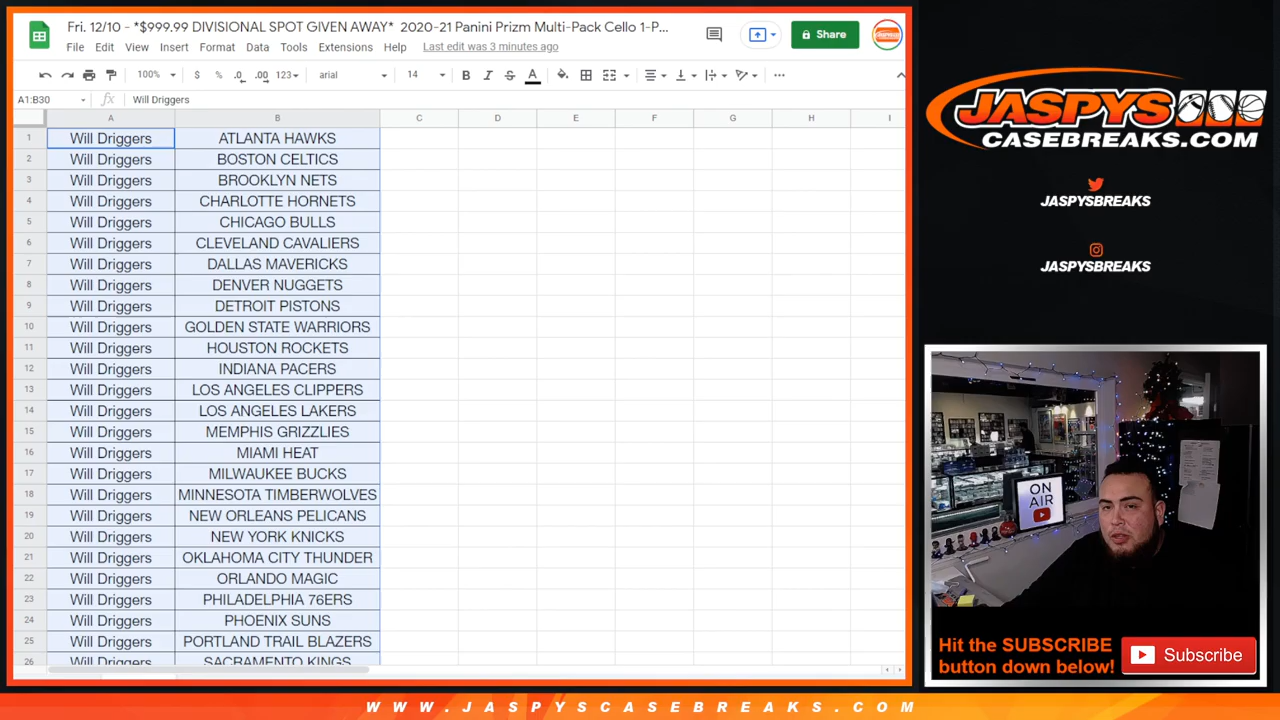 Fri. 12/10 - *$999.99 DIVISIONAL SPOT GIVEN AWAY* 2020-21 Panini Prizm Multi-Pack Cello 1-P...
File Edit View Insert Format Data Tools Extensions Help Last edit was 3 minutes ago
Share
100% $ % .0 .00 123 arial 14 B I S A
A1:B30 fx Will Driggers
A B C D E F G H I
1 Will Driggers ATLANTA HAWKS
2 Will Driggers BOSTON CELTICS
3 Will Driggers BROOKLYN NETS
4 Will Driggers CHARLOTTE HORNETS
5 Will Driggers CHICAGO BULLS
6 Will Driggers CLEVELAND CAVALIERS
7 Will Driggers DALLAS MAVERICKS
8 Will Driggers DENVER NUGGETS
9 Will Driggers DETROIT PISTONS
10 Will Driggers GOLDEN STATE WARRIORS
11 Will Driggers HOUSTON ROCKETS
12 Will Driggers INDIANA PACERS
13 Will Driggers LOS ANGELES CLIPPERS
14 Will Driggers LOS ANGELES LAKERS
15 Will Driggers MEMPHIS GRIZZLIES
16 Will Driggers MIAMI HEAT
17 Will Driggers MILWAUKEE BUCKS
18 Will Driggers MINNESOTA TIMBERWOLVES
19 Will Driggers NEW ORLEANS PELICANS
20 Will Driggers NEW YORK KNICKS
21 Will Driggers OKLAHOMA CITY THUNDER
22 Will Driggers ORLANDO MAGIC
23 Will Driggers PHILADELPHIA 76ERS
24 Will Driggers PHOENIX SUNS
25 Will Driggers PORTLAND TRAIL BLAZERS
26 Will Driggers SACRAMENTO KINGS
JASPYS
CASEBREAKS.COM
JASPYSBREAKS
JASPYSBREAKS
ON
AIR
Hit the SUBSCRIBE
button down below!
Subscribe
WWW.JASPYSCASEBREAKS.COM